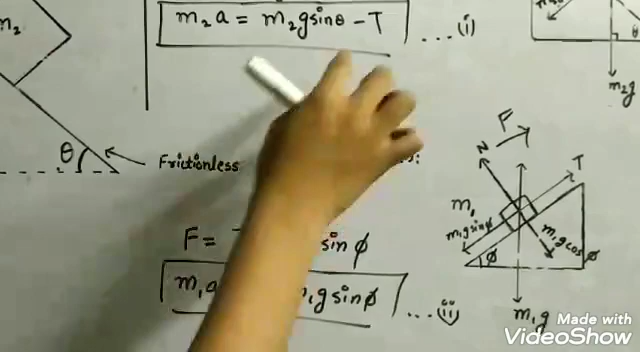 m₂
m₂a = m₂gsinθ - T ...(i)
θ
m₂g
θ
Frictionless
F =
sin ϕ
m₁a
m₁gsinϕ ...(ii)
F
N
T
m₁
m₁gsinϕ
m₁gcosϕ
ϕ
m₁g
Made with
VideoShow